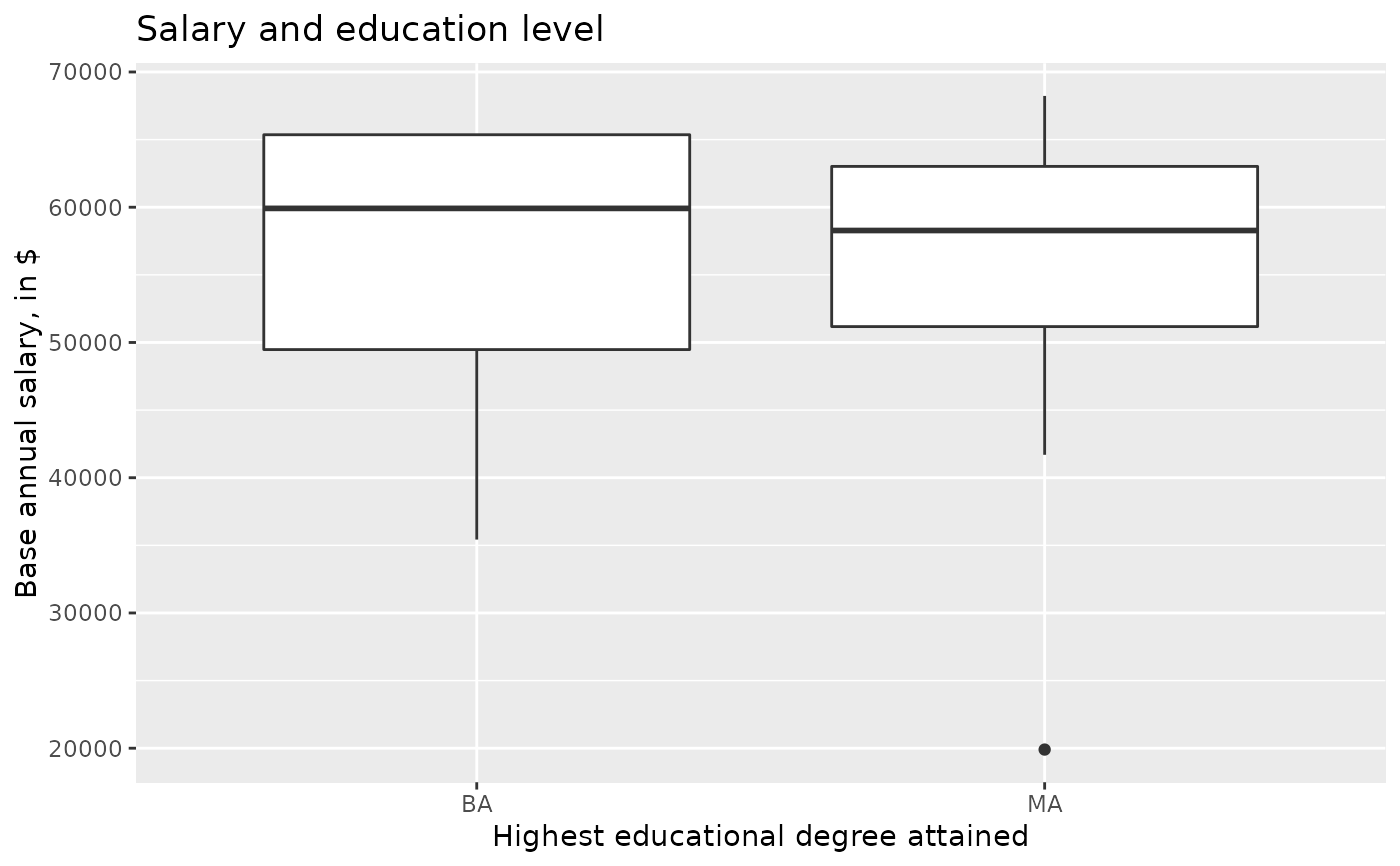 Salary and education level
Base annual salary, in $
70000
60000
50000
40000
30000
20000
BA
MA
Highest educational degree attained